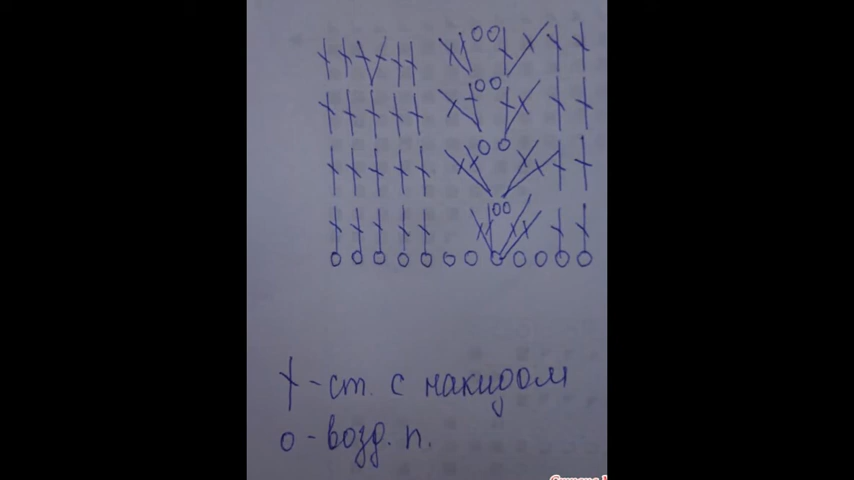 † - ст. с накидом
o - возд. п.